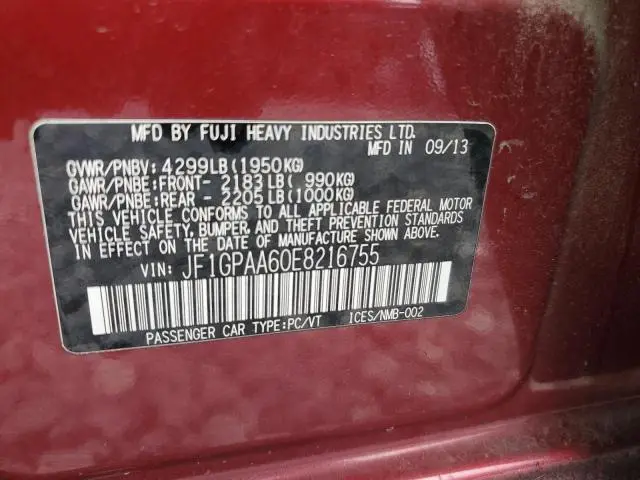 MFD BY FUJI HEAVY INDUSTRIES LTD.
MFD IN 09/13
GVWR/PNBV: 4299LB(1950KG)
GAWR/PNBE:FRONT- 2183LB( 990KG)
GAWR/PNBE:REAR - 2205LB(1000KG)
THIS VEHICLE CONFORMS TO ALL APPLICABLE FEDERAL MOTOR
VEHICLE SAFETY, BUMPER, AND THEFT PREVENTION STANDARDS
IN EFFECT ON THE DATE OF MANUFACTURE SHOWN ABOVE.
VIN: JF1GPAA60E8216755
PASSENGER CAR TYPE:PC/VT ICES/NMB-002